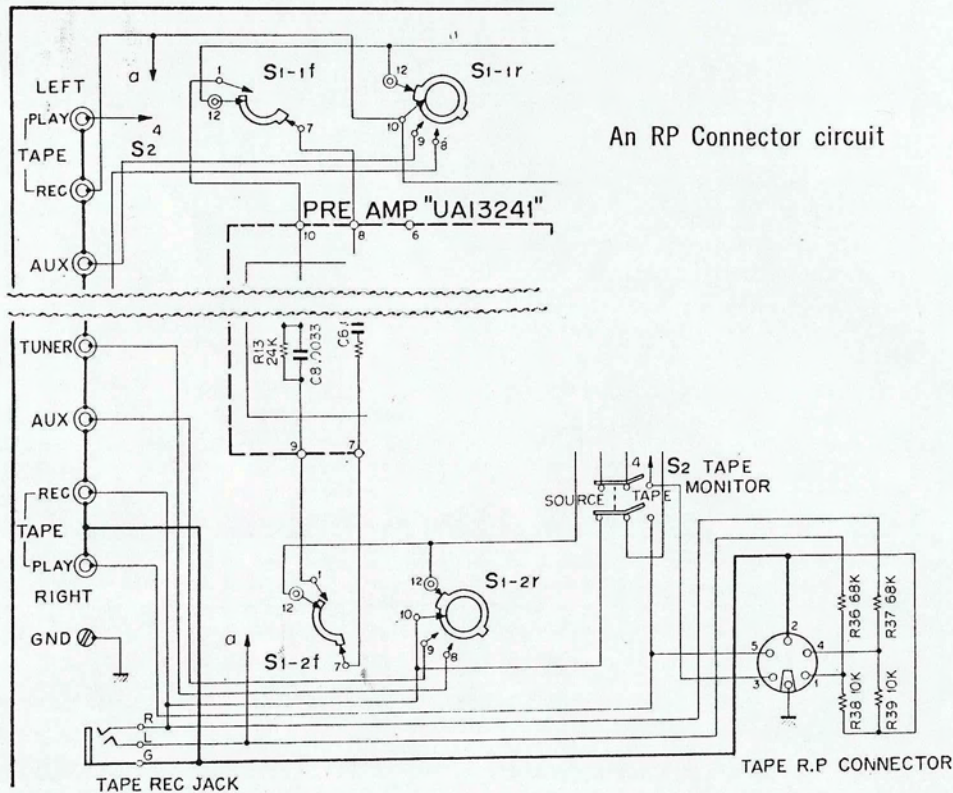 An RP Connector circuit
a
S1-1f
S1-1r
1
12
7
12
10
9
8
LEFT
PLAY
TAPE
REC
4
S2
AUX
PRE AMP "UA13241"
10
8
6
TUNER
AUX
REC
TAPE
PLAY
RIGHT
GND
R13
24K
C8.0033
9
7
4
S2 TAPE
MONITOR
SOURCE
TAPE
1
12
S1-2f
7
a
12
10
S1-2r
9
8
R36 68K
R37 68K
R38 10K
R39 10K
2
5
4
3
1
R
L
G
TAPE REC JACK
TAPE R.P CONNECTOR